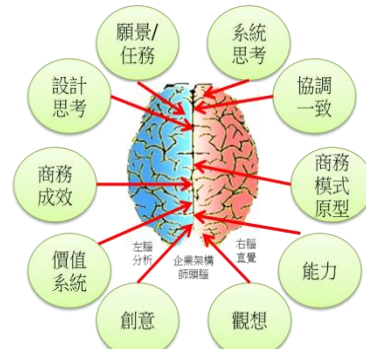 願景/
任務
系統
思考
設計
思考
協調
一致
商務
成效
商務
模式
原型
左腦
分析
企業架構
師頭腦
右腦
直覺
價值
系統
能力
創意
觀想